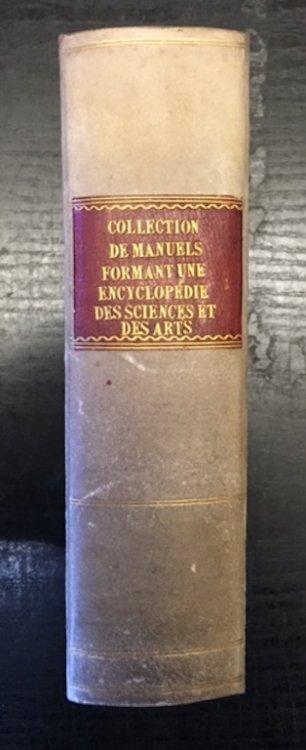 COLLECTION
DE MANUELS
FORMANT UNE
ENCYCLOPÉDIE
DES SCIENCES ET
DES ARTS